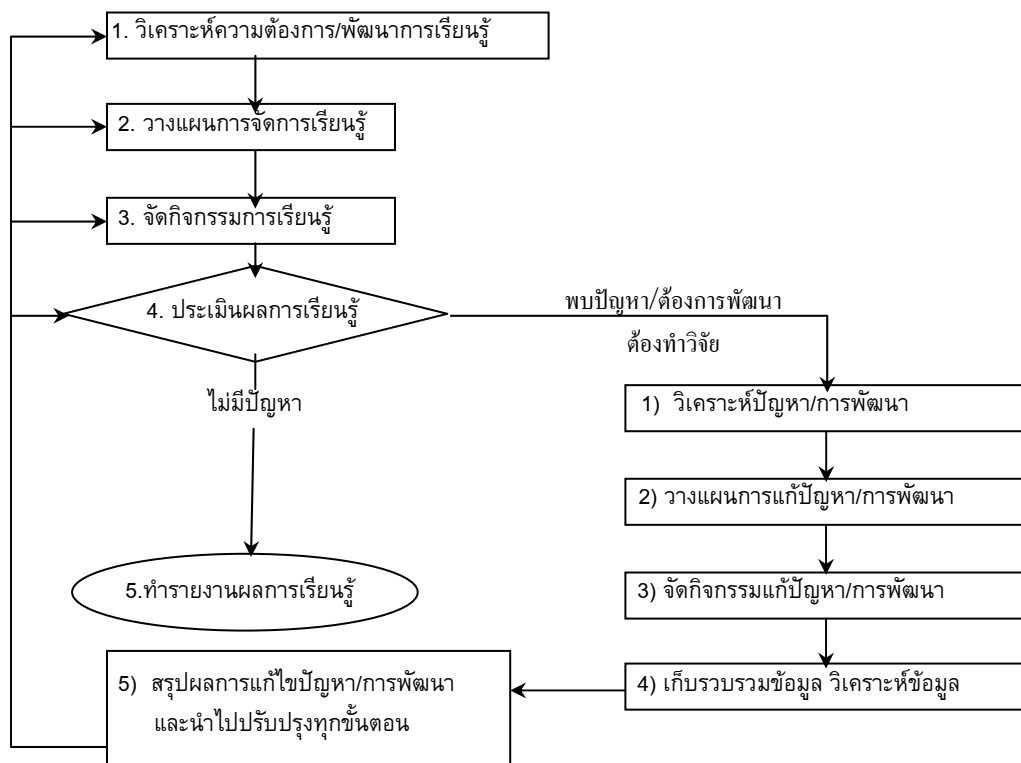 1. วิเคราะห์ความต้องการ/พัฒนาการเรียนรู้
2. วางแผนการจัดการเรียนรู้
3. จัดกิจกรรมการเรียนรู้
4. ประเมินผลการเรียนรู้
พบปัญหา/ต้องการพัฒนา
ต้องทำวิจัย
ไม่มีปัญหา
1) วิเคราะห์ปัญหา/การพัฒนา
2) วางแผนการแก้ปัญหา/การพัฒนา
3) จัดกิจกรรมแก้ปัญหา/การพัฒนา
4) เก็บรวบรวมข้อมูล วิเคราะห์ข้อมูล
5) สรุปผลการแก้ไขปัญหา/การพัฒนา
และนำไปปรับปรุงทุกขั้นตอน
5.ทำรายงานผลการเรียนรู้